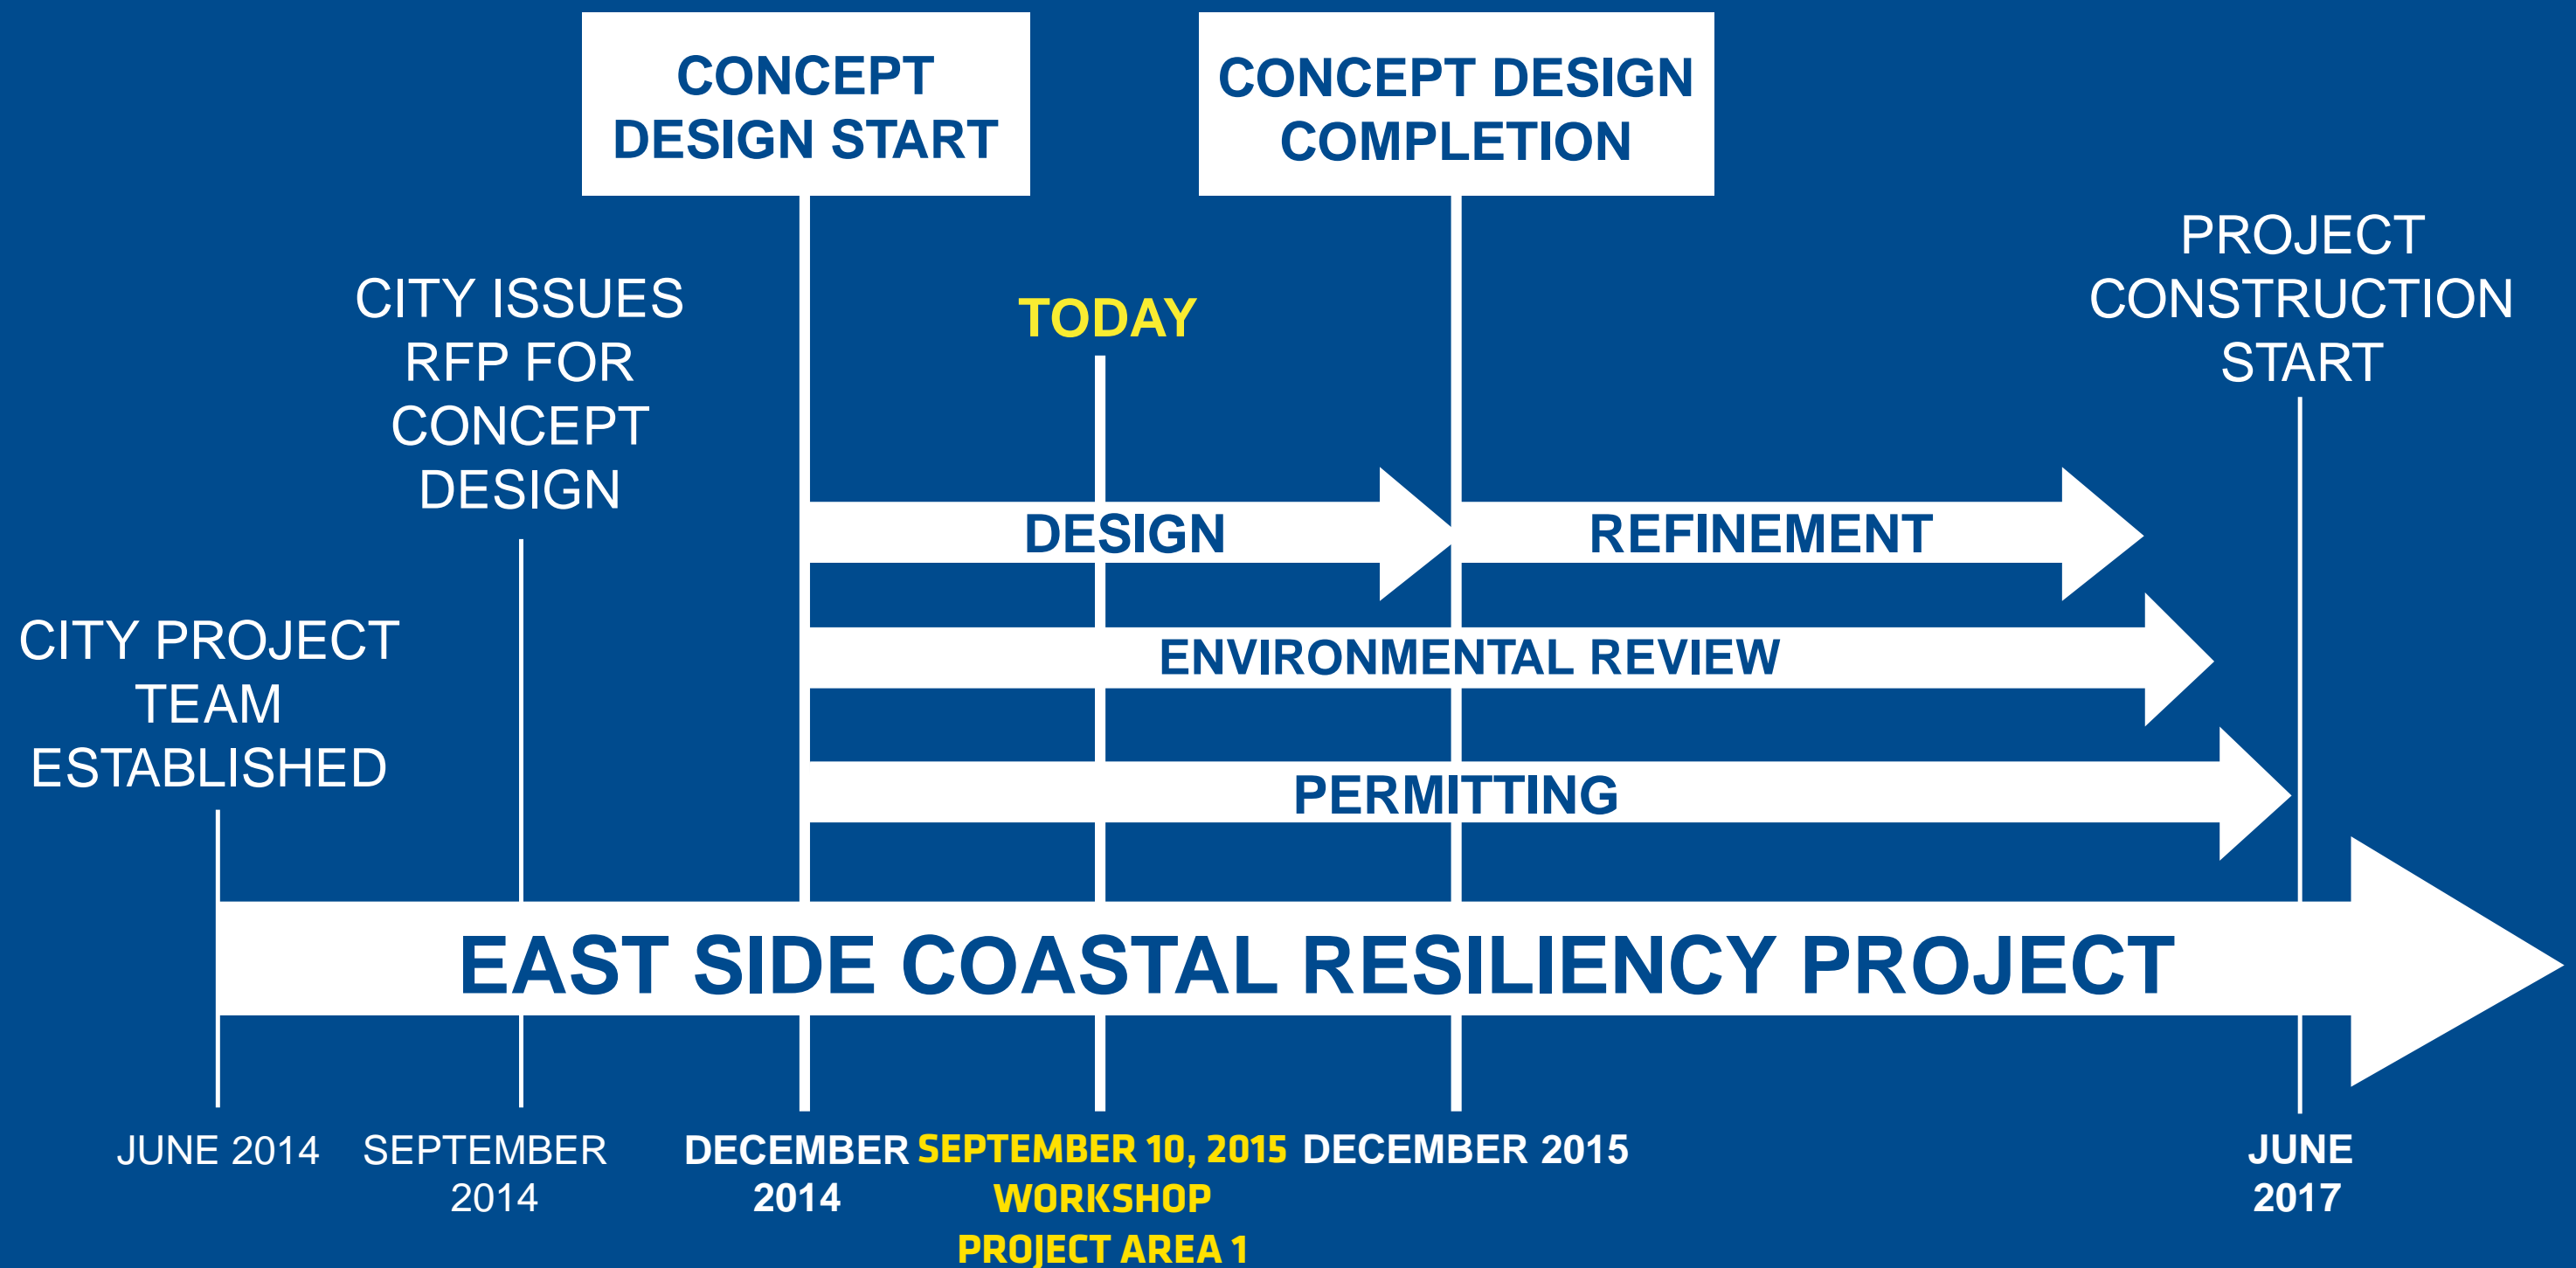 CONCEPT
DESIGN START
CONCEPT DESIGN
COMPLETION
PROJECT
CONSTRUCTION
START
CITY ISSUES
RFP FOR
CONCEPT
DESIGN
TODAY
CITY PROJECT
TEAM
ESTABLISHED
DESIGN
REFINEMENT
ENVIRONMENTAL REVIEW
PERMITTING
EAST SIDE COASTAL RESILIENCY PROJECT
JUNE 2014
SEPTEMBER
2014
DECEMBER
2014
SEPTEMBER 10, 2015
WORKSHOP
PROJECT AREA 1
DECEMBER 2015
JUNE
2017